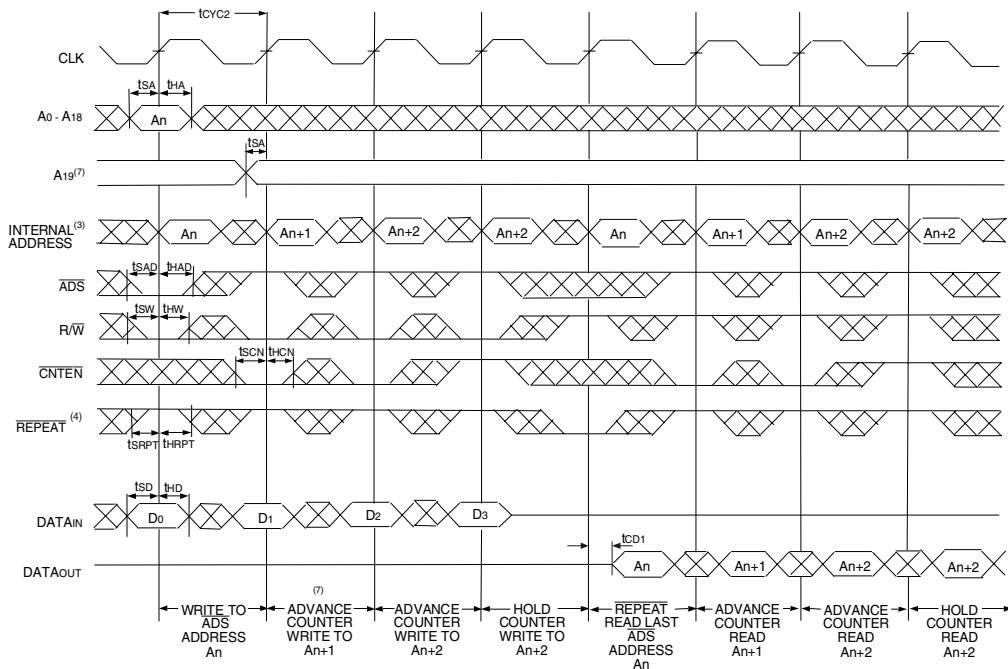 tCYC2
CLK
tSA tHA
A0 - A18
An
tSA
A19(7)
INTERNAL(3)
ADDRESS
An An+1 An+2 An+2 An An+1 An+2 An+2
tSAD tHAD
ADS
tSW tHW
R/W
tSCN tHCN
CNTEN
REPEAT (4)
tSRPT tHRPT
tSD tHD
DATAIN
D0 D1 D2 D3
tCD1
DATAOUT
An An+1 An+2 An+2
WRITE TO
ADS
ADDRESS
An
(7)
ADVANCE
COUNTER
WRITE TO
An+1
ADVANCE
COUNTER
WRITE TO
An+2
HOLD
COUNTER
WRITE TO
An+2
REPEAT
READ LAST
ADS
ADDRESS
An
ADVANCE
COUNTER
READ
An+1
ADVANCE
COUNTER
READ
An+2
HOLD
COUNTER
READ
An+2